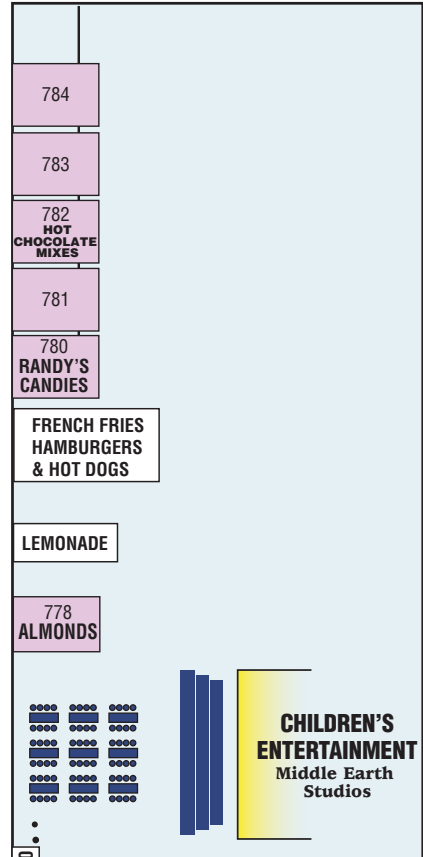 784
783
782
HOT
CHOCOLATE
MIXES
781
780
RANDY'S
CANDIES
FRENCH FRIES
HAMBURGERS
& HOT DOGS
LEMONADE
778
ALMONDS
CHILDREN'S
ENTERTAINMENT
Middle Earth
Studios